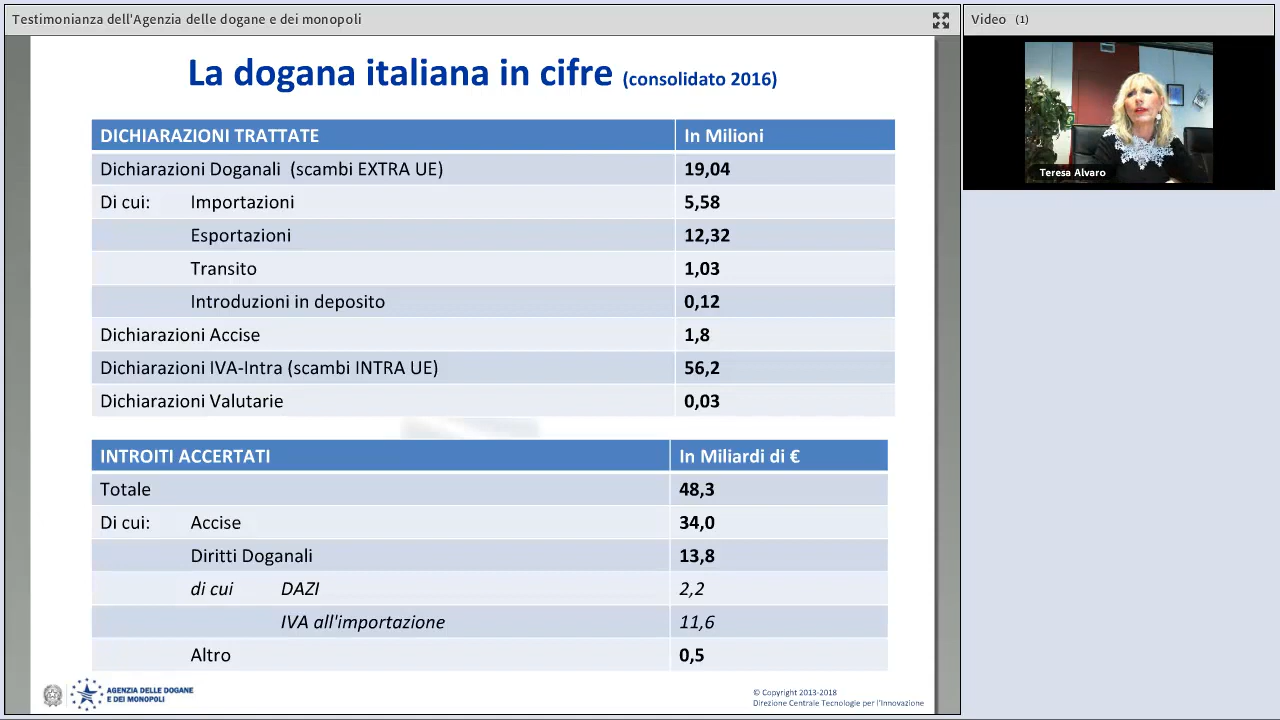 Testimonianza dell'Agenzia delle dogane e dei monopoli
Video (1)
La dogana italiana in cifre (consolidato 2016)
Teresa Alvaro
DICHIARAZIONI TRATTATE In Milioni
Dichiarazioni Doganali (scambi EXTRA UE) 19,04
Di cui: Importazioni 5,58
Esportazioni 12,32
Transito 1,03
Introduzioni in deposito 0,12
Dichiarazioni Accise 1,8
Dichiarazioni IVA-Intra (scambi INTRA UE) 56,2
Dichiarazioni Valutarie 0,03
INTROITI ACCERTATI In Miliardi di €
Totale 48,3
Di cui: Accise 34,0
Diritti Doganali 13,8
di cui DAZI 2,2
IVA all'importazione 11,6
Altro 0,5
AGENZIA DELLE DOGANE
E DEI MONOPOLI
© Copyright 2013-2018
Direzione Centrale Tecnologie per l'Innovazione